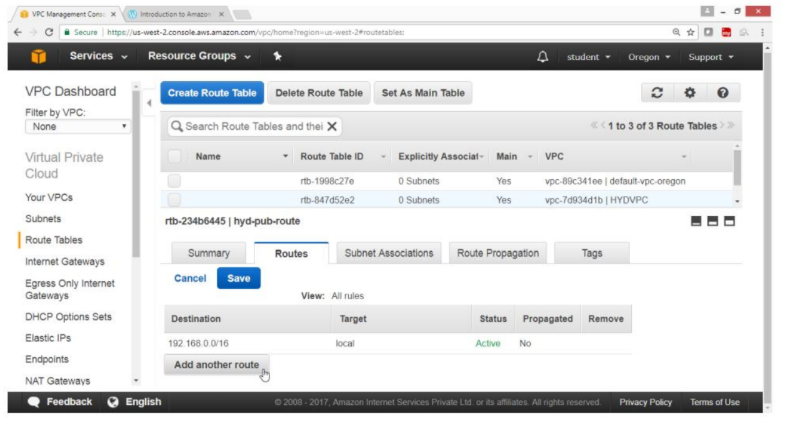 VPC Management Consc
Introduction to Amazon
Secure
https://us-west-2.console.aws.amazon.com/vpc/home?region=us-west-2#routetables:
Services
Resource Groups
student
Oregon
Support
VPC Dashboard
Filter by VPC:
None
Virtual Private
Cloud
Your VPCs
Subnets
Route Tables
Internet Gateways
Egress Only Internet
Gateways
DHCP Options Sets
Elastic IPs
Endpoints
NAT Gateways
Create Route Table
Delete Route Table
Set As Main Table
Search Route Tables and thei X
1 to 3 of 3 Route Tables
Name Route Table ID Explicitly Associat Main VPC
rtb-1998c27e 0 Subnets Yes vpc-89c341ee | default-vpc-oregon
rtb-847d52e2 0 Subnets Yes vpc-7d934d1b | HYDVPC
rtb-234b6445 | hyd-pub-route
Summary Routes Subnet Associations Route Propagation Tags
Cancel Save
View: All rules
Destination Target Status Propagated Remove
192.168.0.0/16 local Active No
Add another route
Feedback English
© 2008 - 2017, Amazon Internet Services Private Ltd. or its affiliates. All rights reserved.
Privacy Policy Terms of Use